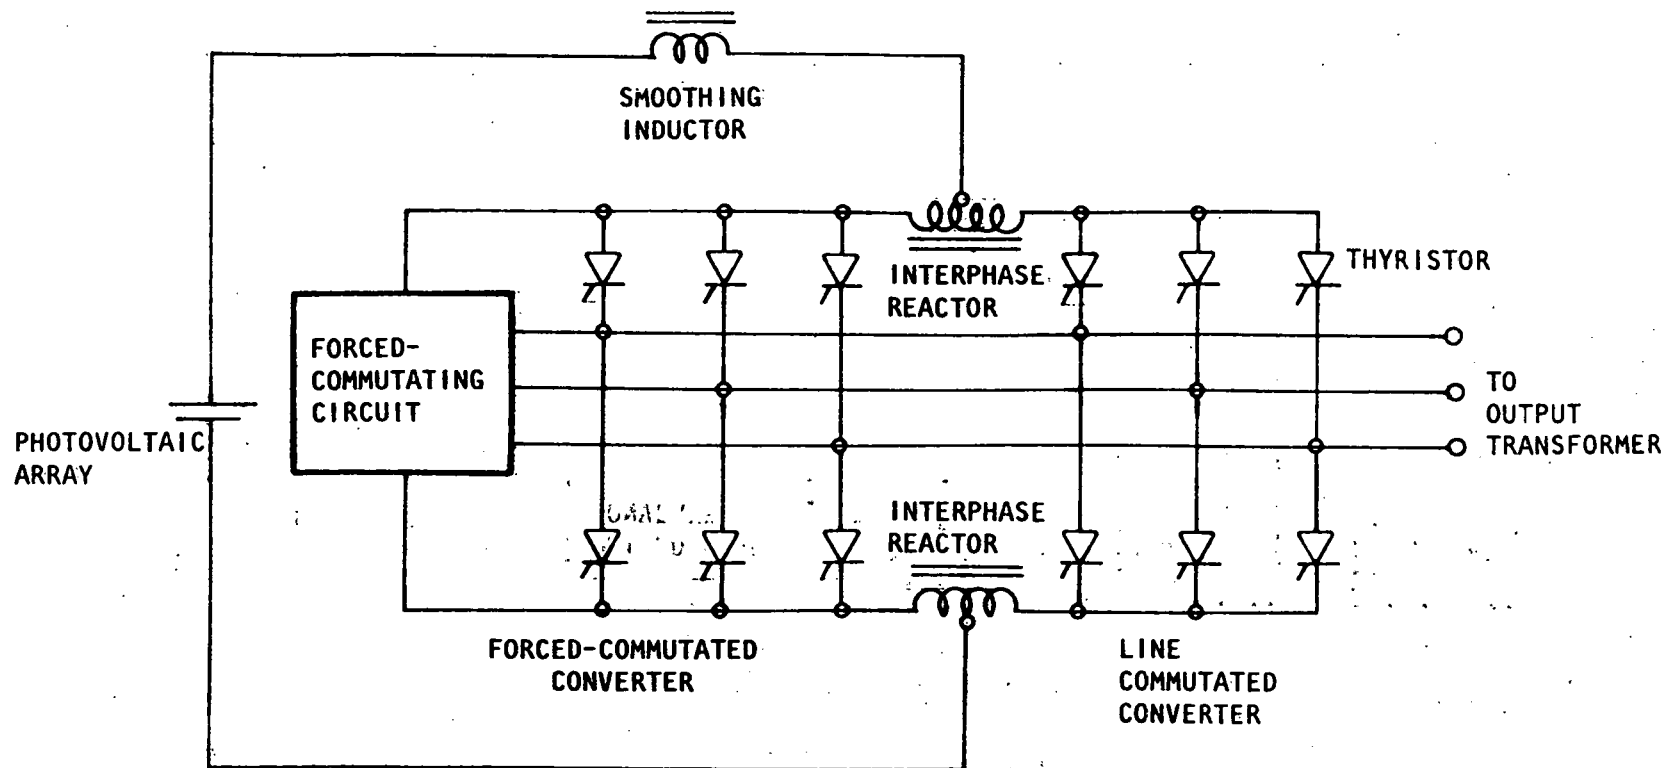 SMOOTHING
INDUCTOR
INTERPHASE
REACTOR
THYRISTOR
FORCED-
COMMUTATING
CIRCUIT
TO
OUTPUT
TRANSFORMER
PHOTOVOLTAIC
ARRAY
INTERPHASE
REACTOR
FORCED-COMMUTATED
CONVERTER
LINE
COMMUTATED
CONVERTER